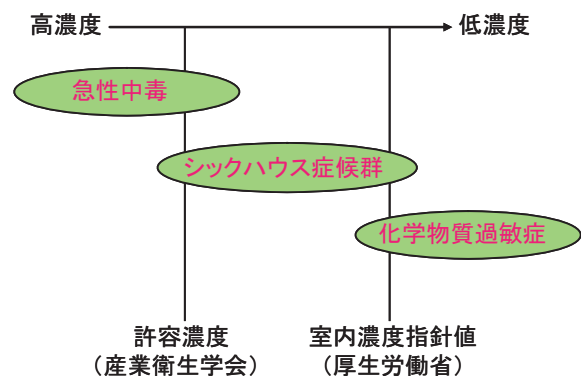 高濃度
低濃度
急性中毒
シックハウス症候群
化学物質過敏症
許容濃度
（産業衛生学会）
室内濃度指針値
（厚生労働省）